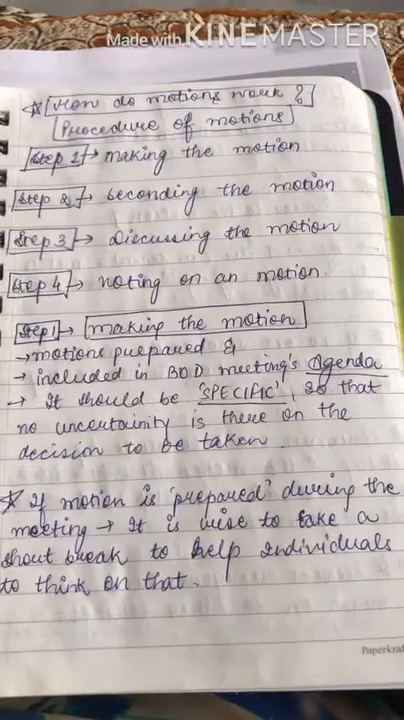 Made with KINEMASTER
☆ How do motions work?
Procedure of motions
Step 1 → making the motion
Step 2 → seconding the motion
Step 3 → Discussing the motion
Step 4 → voting on an motion
Step 1 → making the motion
→ motions prepared &
→ included in BOD meeting's Agenda
→ It should be 'SPECIFIC', so that
no uncertainity is there on the
decision to be taken.
☆ If motion is 'prepared' during the
meeting → It is wise to take a
short break to help individuals
to think on that.
Paperkraf